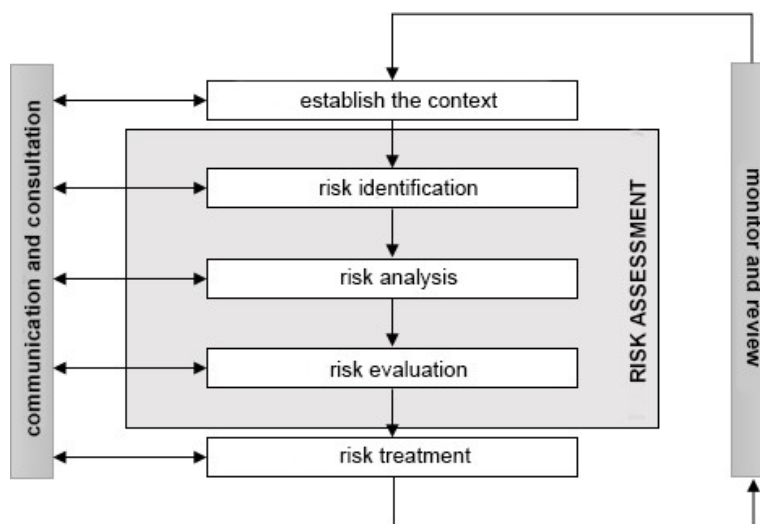 establish the context
communication and consultation
risk identification
risk analysis
risk evaluation
RISK ASSESSMENT
monitor and review
risk treatment